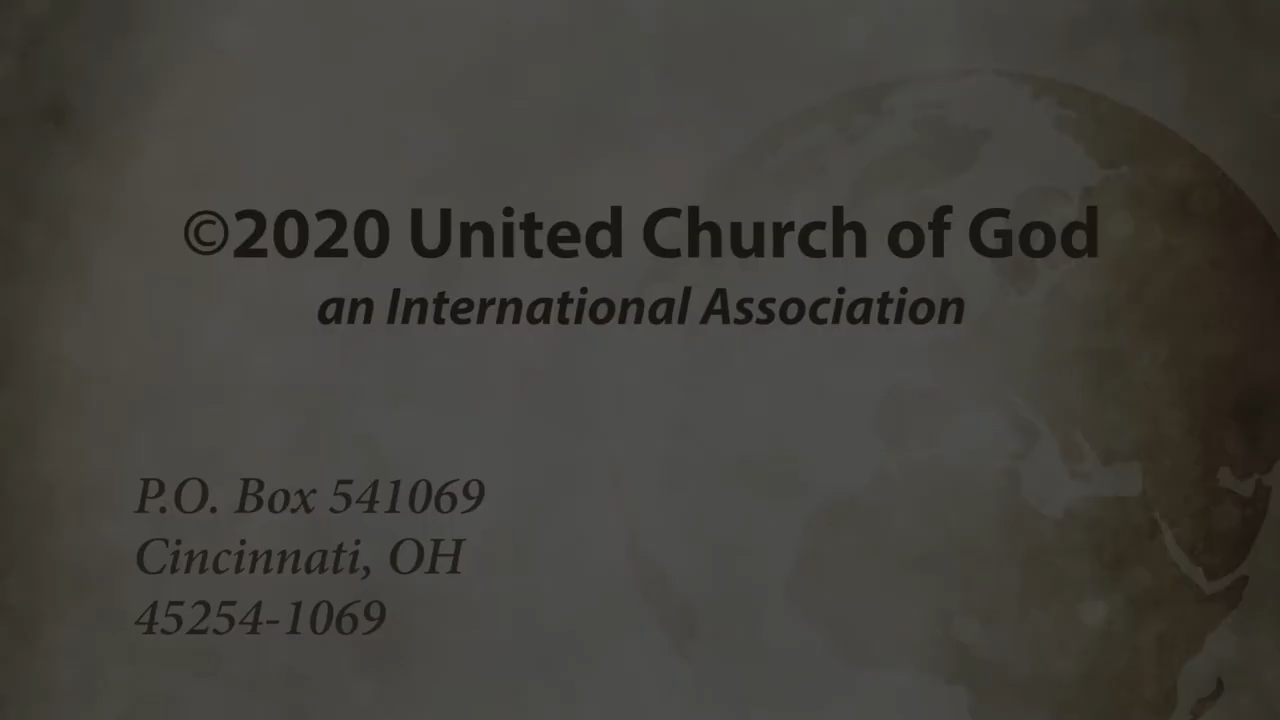 ©2020 United Church of God
an International Association
P.O. Box 541069
Cincinnati, OH
45254-1069